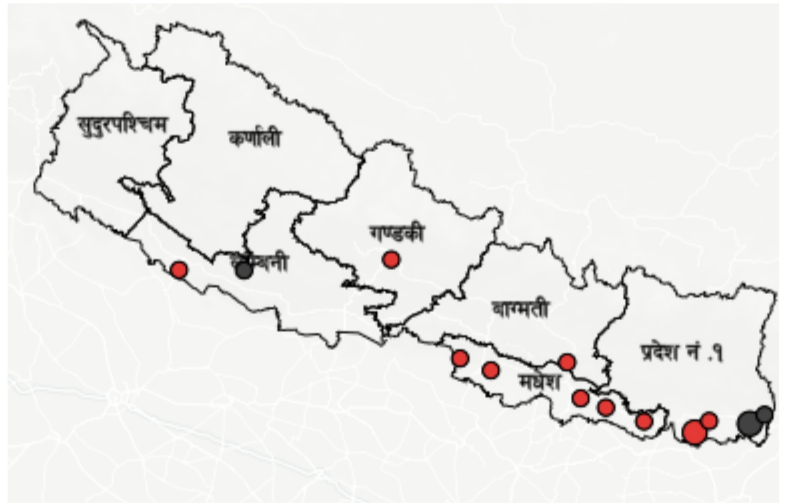 सुदुरपश्चिम
कर्णाली
गण्डकी
बाग्मती
प्रदेश नं .१
मधेश